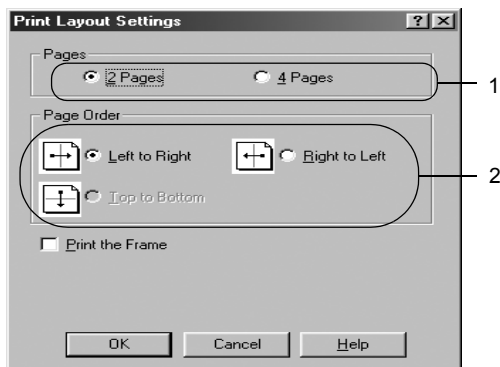 Print Layout Settings
Pages
2 Pages 4 Pages 1
Page Order
Left to Right Right to Left
2
Top to Bottom
Print the Frame
OK Cancel Help